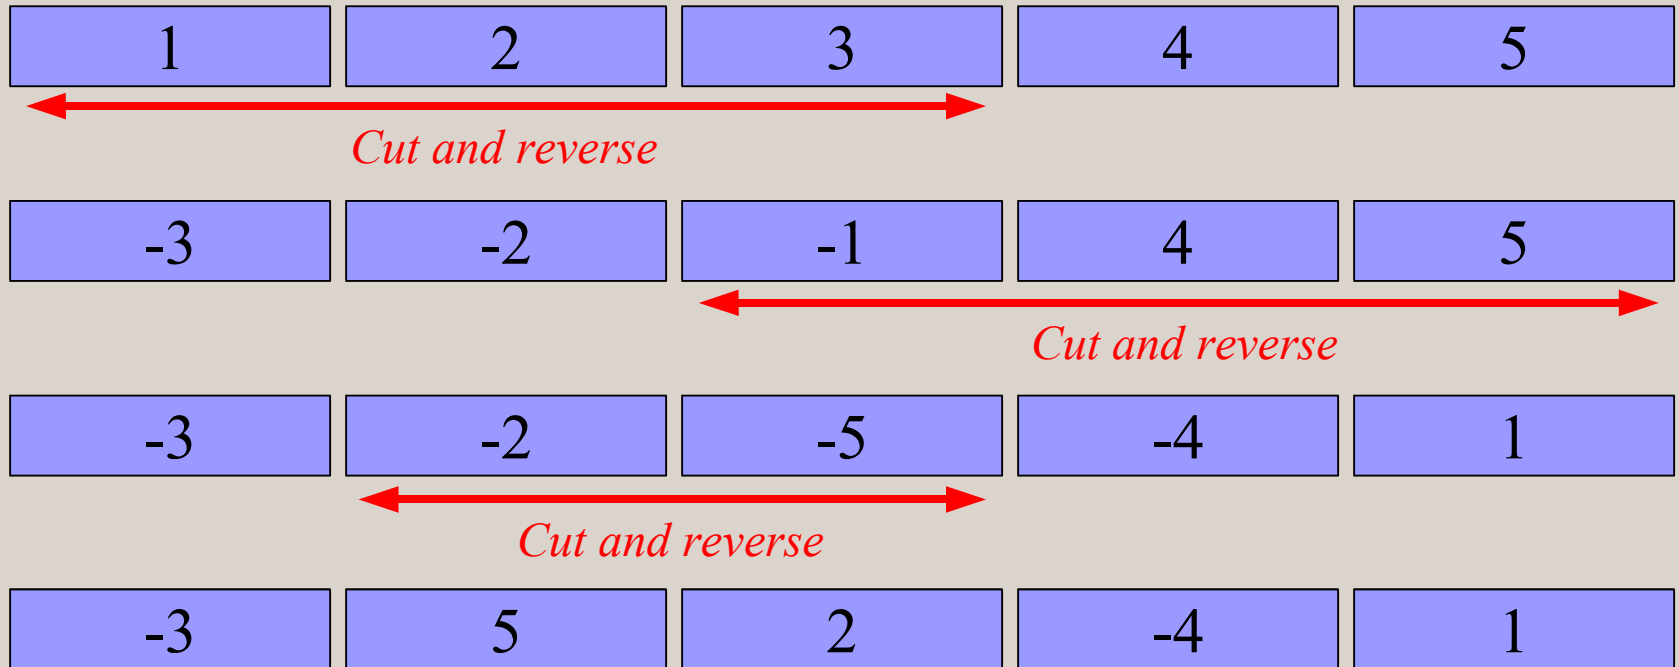 1 2 3 4 5
Cut and reverse
-3 -2 -1 4 5
Cut and reverse
-3 -2 -5 -4 1
Cut and reverse
-3 5 2 -4 1